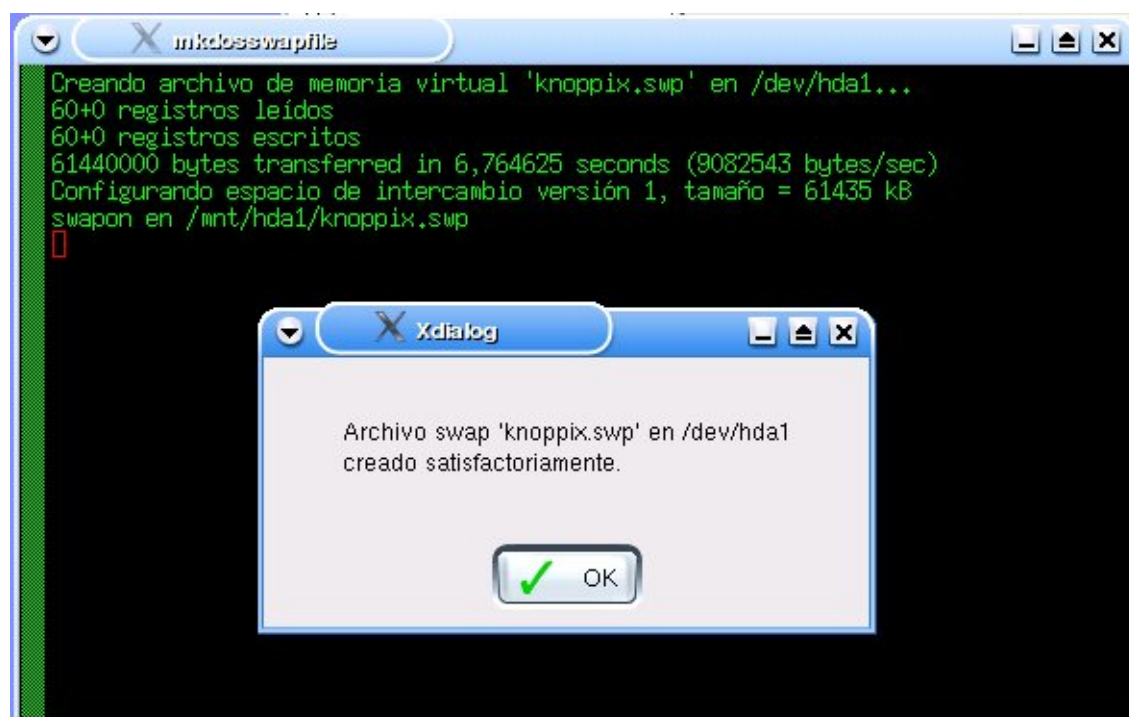 mkdosswapfile
Creando archivo de memoria virtual 'knoppix.swp' en /dev/hda1...
60+0 registros leídos
60+0 registros escritos
61440000 bytes transferred in 6,764625 seconds (9082543 bytes/sec)
Configurando espacio de intercambio versión 1, tamaño = 61435 kB
swapon en /mnt/hda1/knoppix.swp
Xdialog
Archivo swap 'knoppix.swp' en /dev/hda1
creado satisfactoriamente.
OK